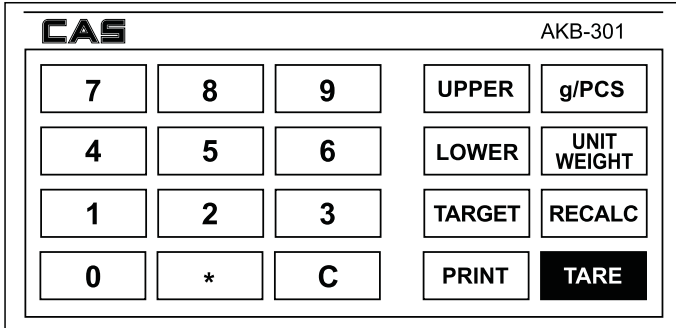 CAS AKB-301
7 8 9 UPPER g/PCS
4 5 6 LOWER UNIT
WEIGHT
1 2 3 TARGET RECALC
0 * C PRINT TARE